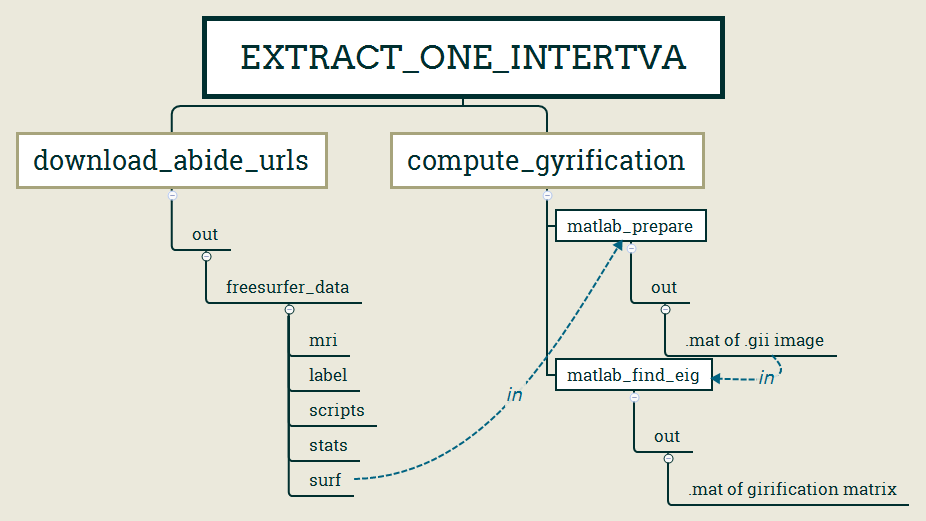 EXTRACT_ONE_INTERTVA
download_abide_urls
compute_gyrification
out
freesurfer_data
mri
label
scripts
stats
surf
in
matlab_prepare
out
.mat of .gii image
in
matlab_find_eig
out
.mat of girification matrix